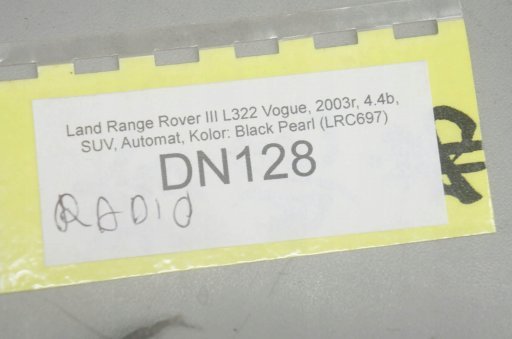 Land Range Rover III L322 Vogue, 2003r, 4.4b,
SUV, Automat, Kolor: Black Pearl (LRC697)
DN128
RADIO